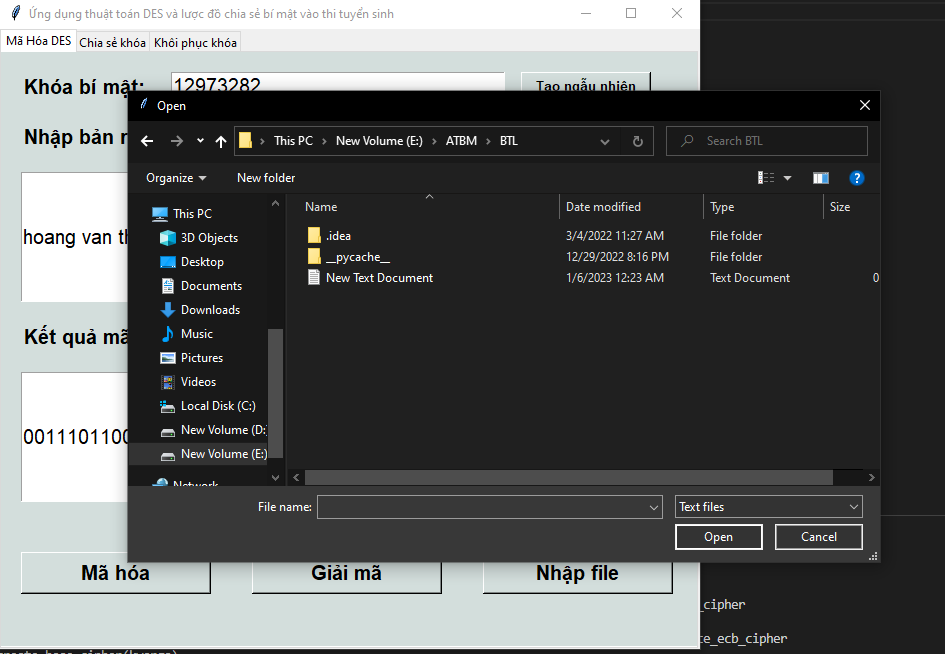 Ứng dụng thuật toán DES và lược đồ chia sẻ bí mật vào thi tuyển sinh
Mã Hóa DES Chia sẻ khóa Khôi phục khóa
Khóa bí mật: 12973282 Tạo ngẫu nhiên
Open
Nhập bản
This PC New Volume (E:) ATBM BTL Search BTL
Organize New folder
Name Date modified Type Size
This PC
3D Objects
Desktop
Documents
Downloads
Music
Pictures
Videos
Local Disk (C:)
New Volume (D:
New Volume (E:)
Network
.idea 3/4/2022 11:27 AM File folder
__pycache__ 12/29/2022 8:16 PM File folder
New Text Document 1/6/2023 12:23 AM Text Document 0
hoang van th
Kết quả mã
0011101100
File name: Text files
Open Cancel
Mã hóa Giải mã Nhập file
_cipher
te_ecb_cipher